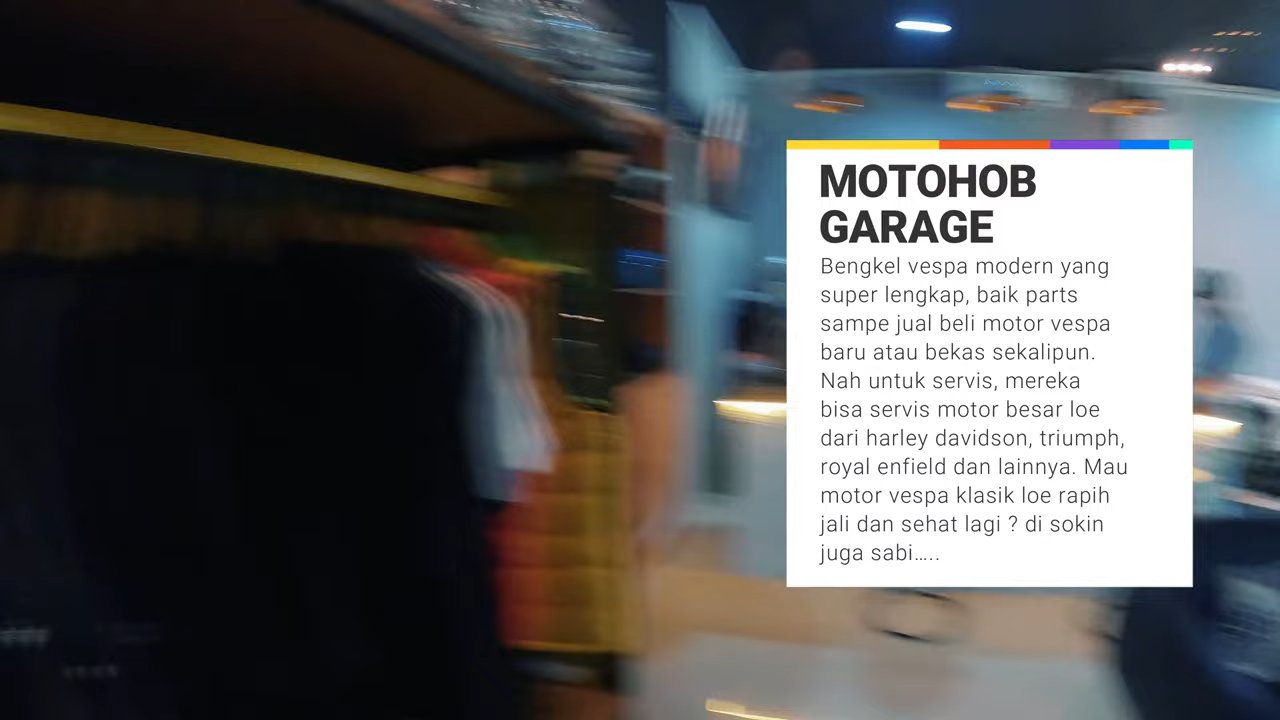 MOTOHOB
GARAGE
Bengkel vespa modern yang
super lengkap, baik parts
sampe jual beli motor vespa
baru atau bekas sekalipun.
Nah untuk servis, mereka
bisa servis motor besar loe
dari harley davidson, triumph,
royal enfield dan lainnya. Mau
motor vespa klasik loe rapih
jali dan sehat lagi ? di sokin
juga sabi.....